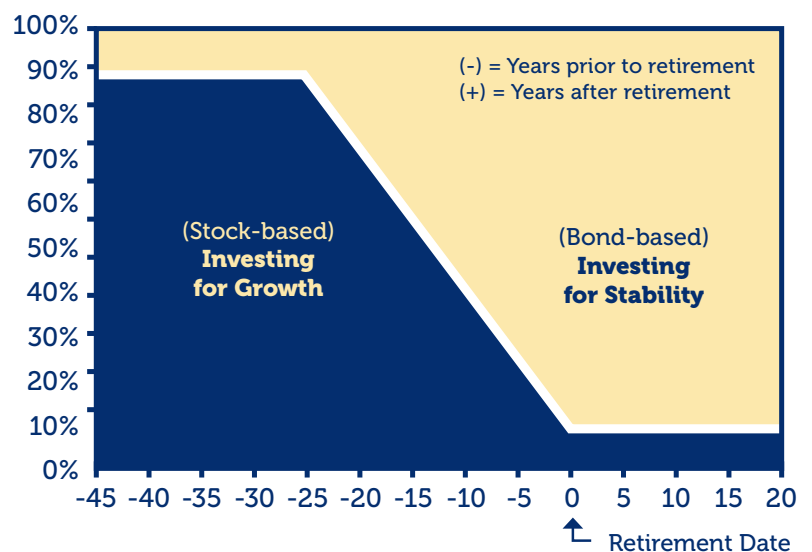 100%
90%
80%
70%
60%
50%
40%
30%
20%
10%
0%
(-) = Years prior to retirement
(+) = Years after retirement
(Stock-based)
Investing
for Growth
(Bond-based)
Investing
for Stability
-45 -40 -35 -30 -25 -20 -15 -10 -5 0 5 10 15 20
Retirement Date